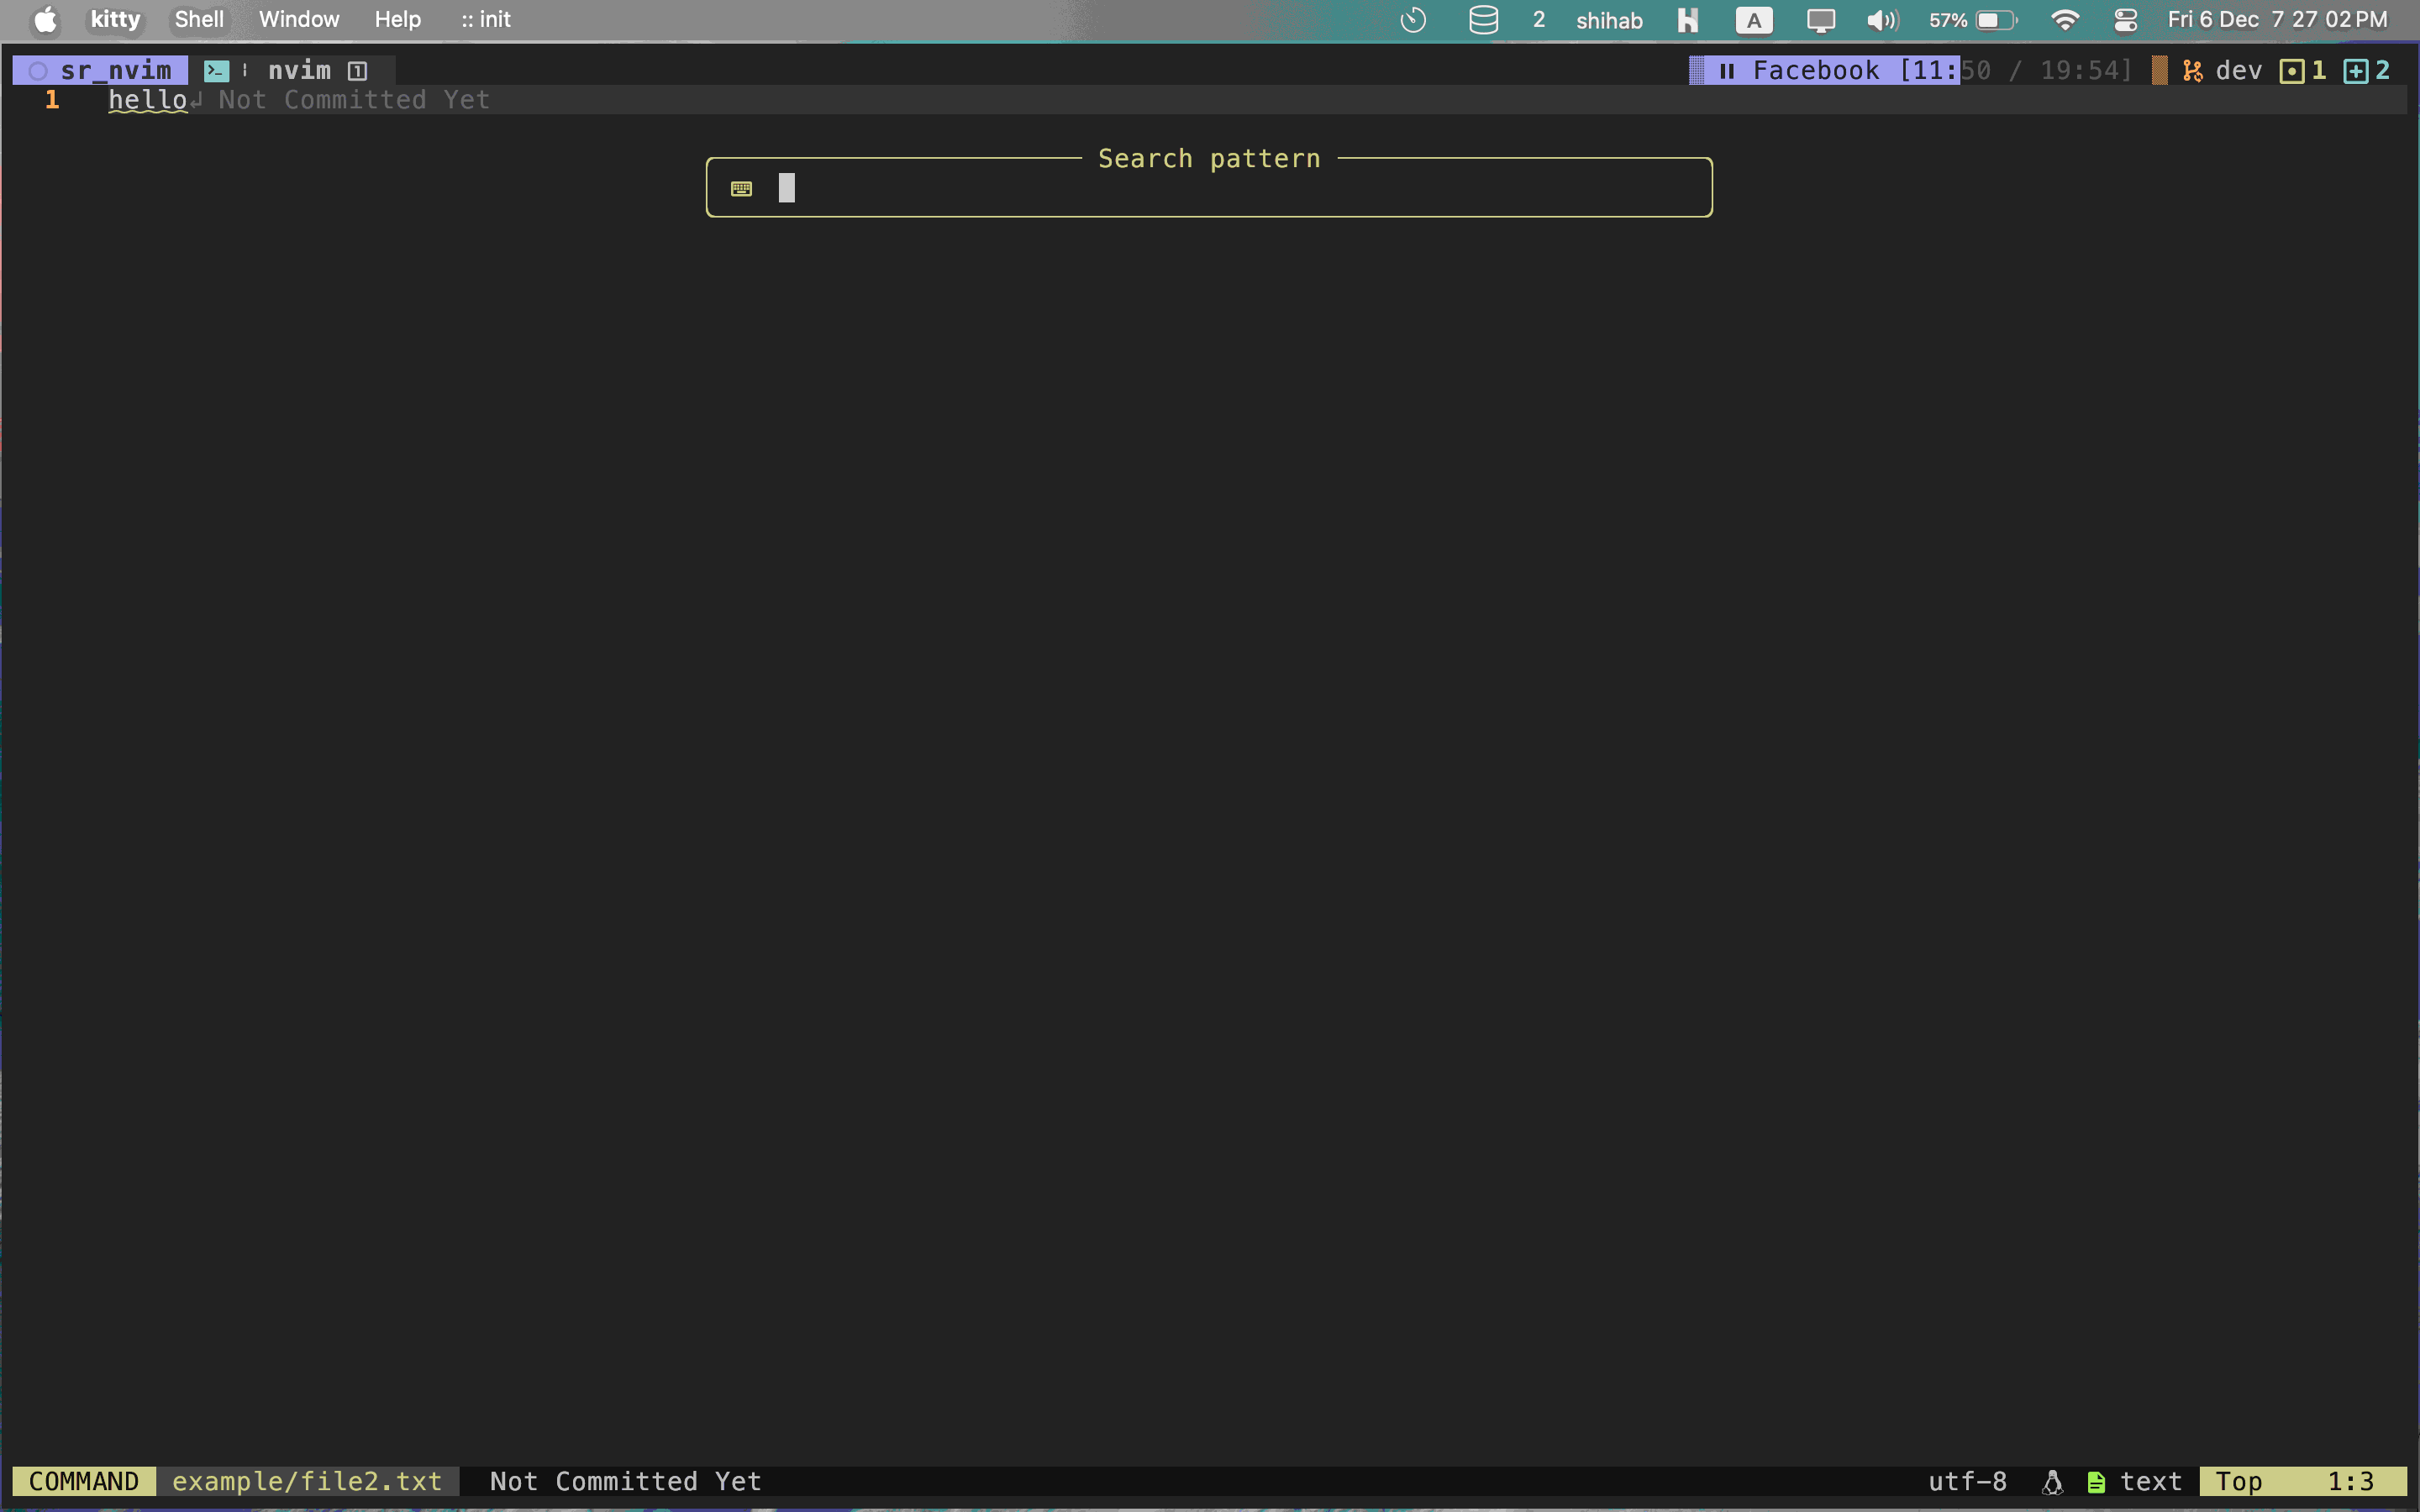 kitty Shell Window Help :: init 2 shihab A 57% Fri 6 Dec 7 27 02 PM
sr_nvim nvim 1 Facebook [11:50 / 19:54] dev 1 2
1 hello Not Committed Yet
Search pattern
COMMAND example/file2.txt Not Committed Yet utf-8 text Top 1:3